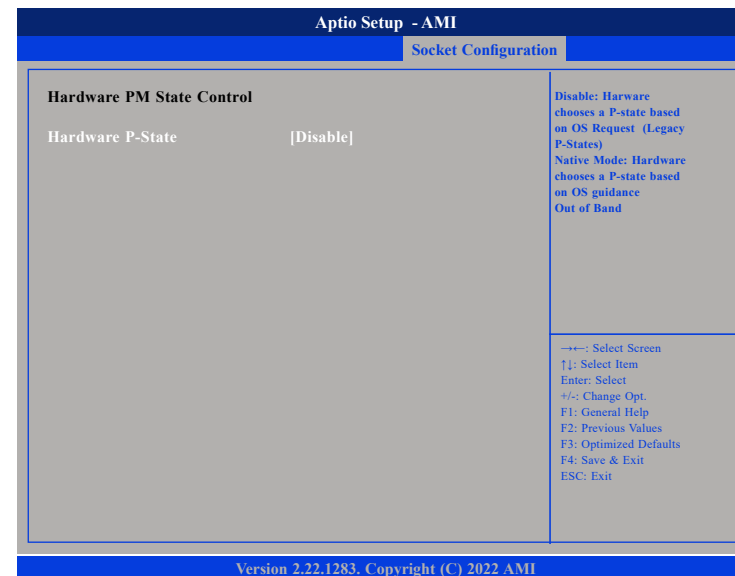 Aptio Setup - AMI
Socket Configuration
Hardware PM State Control
Hardware P-State [Disable]
Disable: Harware
chooses a P-state based
on OS Request (Legacy
P-States)
Native Mode: Hardware
chooses a P-state based
on OS guidance
Out of Band
→←: Select Screen
↑↓: Select Item
Enter: Select
+/-: Change Opt.
F1: General Help
F2: Previous Values
F3: Optimized Defaults
F4: Save & Exit
ESC: Exit
Version 2.22.1283. Copyright (C) 2022 AMI